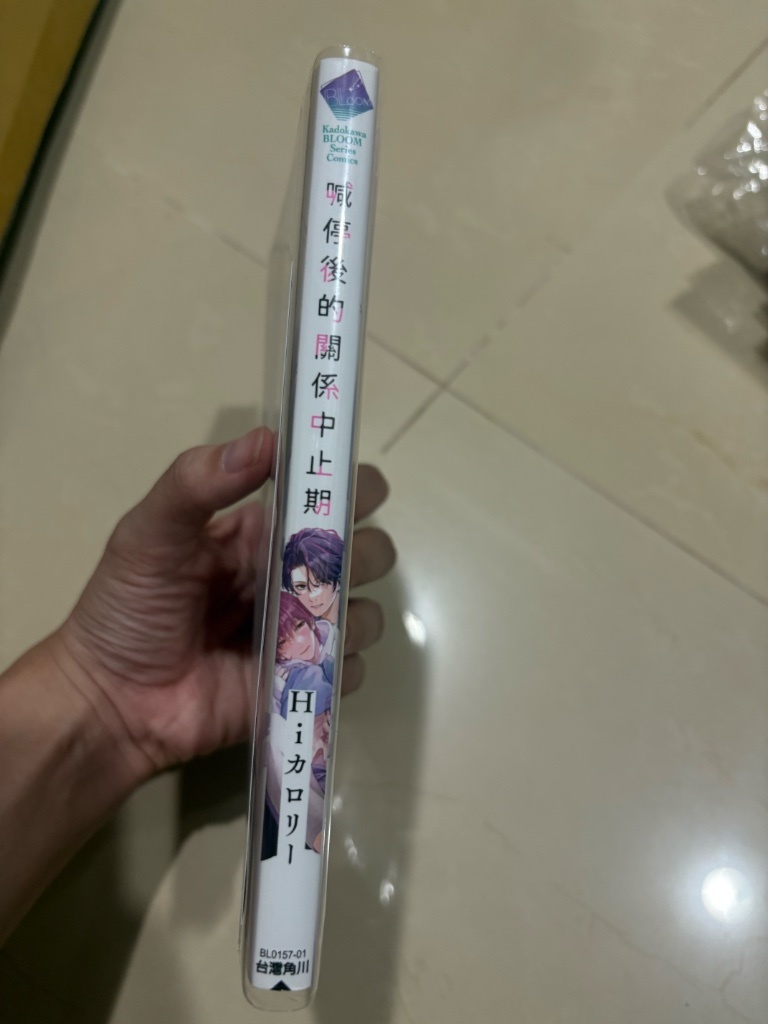 BLOOM
Kadokawa
BLOOM
Series
Comics
喊停後的關係中止期
Hiカロリー
BL0157-01
台灣角川